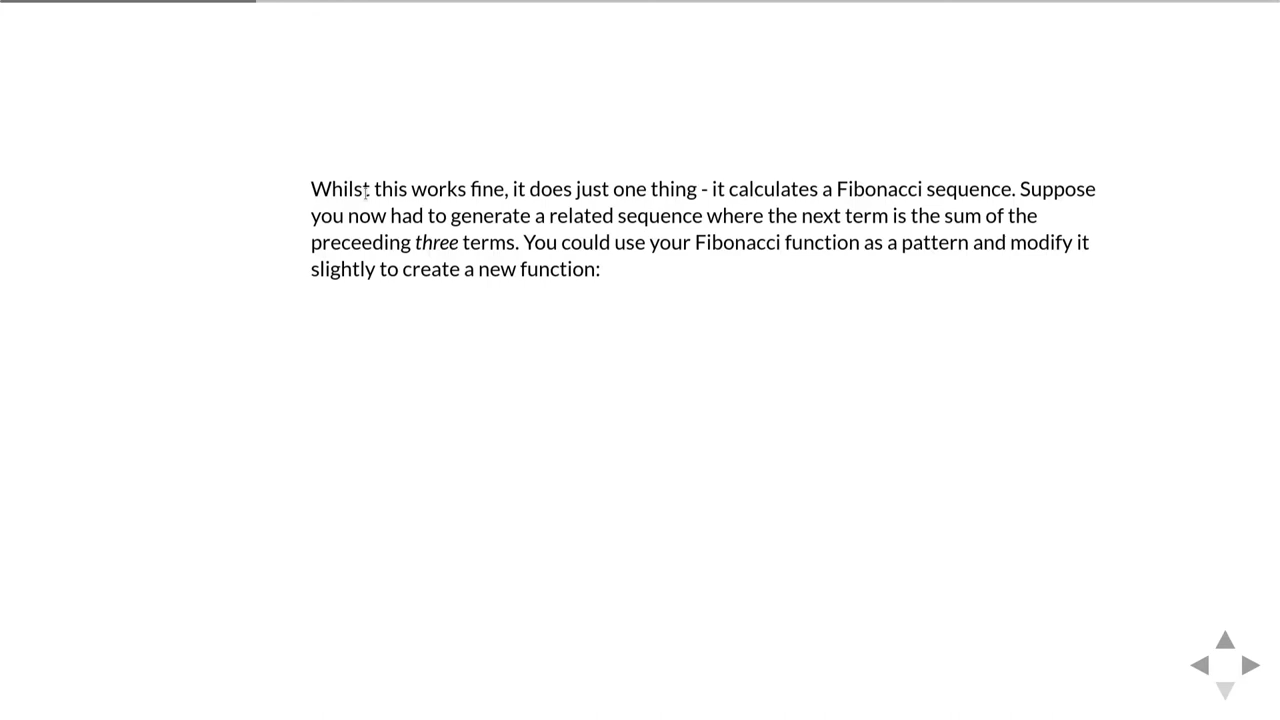 Whilst this works fine, it does just one thing - it calculates a Fibonacci sequence. Suppose
you now had to generate a related sequence where the next term is the sum of the
preceeding three terms. You could use your Fibonacci function as a pattern and modify it
slightly to create a new function: